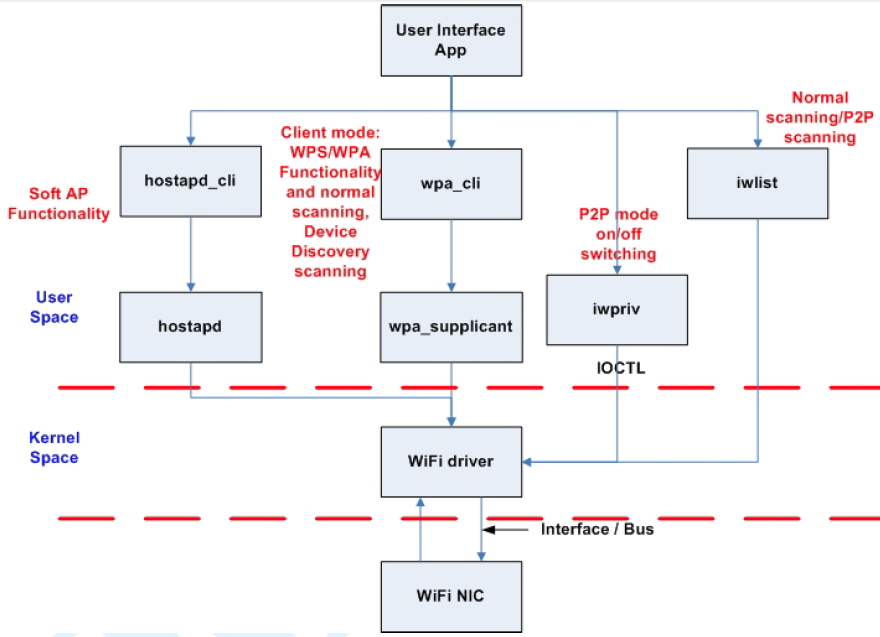 User Interface
App
Normal
scanning/P2P
scanning
Client mode:
WPS/WPA
Functionality
and normal
scanning,
Device
Discovery
scanning
hostapd_cli
wpa_cli
iwlist
Soft AP
Functionality
P2P mode
on/off
switching
User
Space
hostapd
wpa_supplicant
iwpriv
IOCTL
Kernel
Space
WiFi driver
Interface / Bus
WiFi NIC